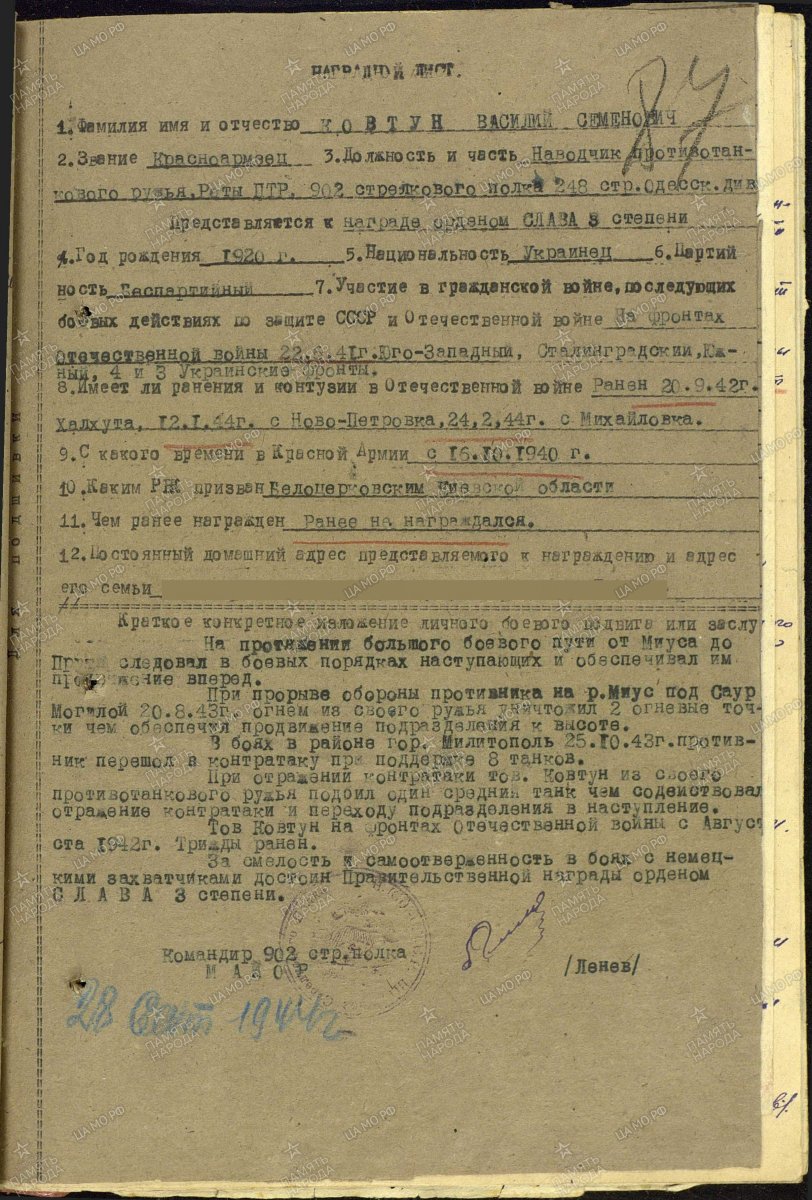 НАГРАДНОЙ ЛИСТ.
87
1.Фамилия имя и отчество КОВТУН ВАСИЛИЙ СЕМЕНОВИЧ
2.Звание Красноармеец 3.Должность и часть Наводчик противотан-
кового ружья.Роты ПТР. 902 стрелкового полка 248 стр.Одесск.див
Представляется к награде орденом СЛАВА 3 степени
4.Год рождения 1920 г. 5.Национальность Украинец 6.Партий
ность Беспартийный 7.Участие в гражданской войне,последующих
боевых действиях по защите СССР и Отечественной войне На фронтах
Отечественной войны 22.6.41г.Юго-Западный, Сталинградский,Юж-
ный, 4 и 3 Украинские фронты.
8.Имеет ли ранения и контузии в Отечественной войне Ранен 20.9.42г.
Халхута, 12.1.44г. с Ново-Петровка,24,2,44г. с Михайловка.
9.С какого времени в Красной Армии с 16.10.1940 г.
10.Каким РВК призван Белоцерковским Киевской области
11.Чем ранее награжден Ранее на награждался.
12.Постоянный домашний адрес представляемого к награждению и адрес
его семьи
Краткое конкретное изложение личного боевого подвига или заслу
На протяжении большого боевого пути от Миуса до
следовал в боевых порядках наступающих и обеспечивал им
продвижение вперед.
При прорыве обороны противника на р.Миус под Саур
Могилой 20.8.43г. огнем из своего ружья уничтожил 2 огневые точ-
ки чем обеспечил продвижение подразделения к высоте.
В боях в районе гор. Милитополь 25.10.43г.против-
ник перешол в контратаку при поддержке 8 танков.
При отражений контратаки тов. Ковтун из своего
противотанкового ружья подбил один средний танк чем содействовал
отражение контратаки и переходу подразделения в наступление.
Тов Ковтун на фронтах Отечественной войны с Авгус
ста 1942г. Трижды ранен.
За смелость и самоотверженность в боях с немец-
кими захватчиками достоин Правительственной награды орденом
С Л А В А 3 степени.
Командир 902 стр.полка
М А Й О Р /Ленев/
28 Сент 1944г